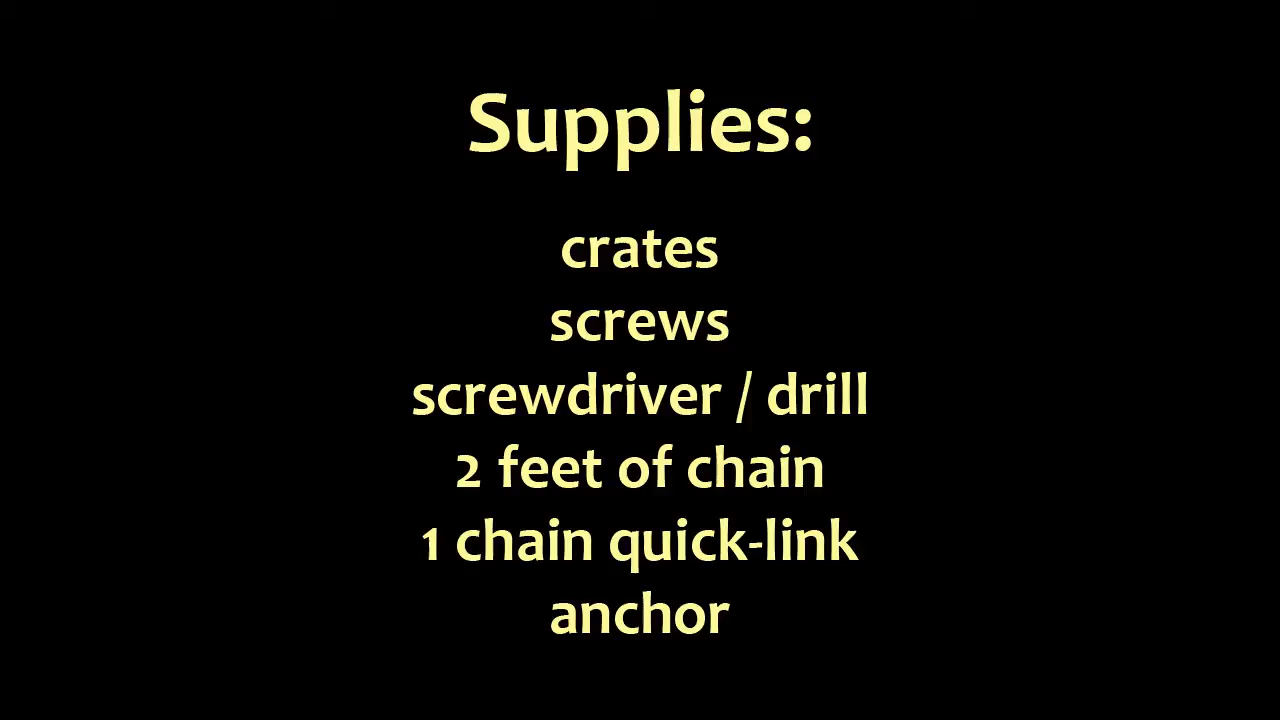 Supplies:
crates
screws
screwdriver / drill
2 feet of chain
1 chain quick-link
anchor